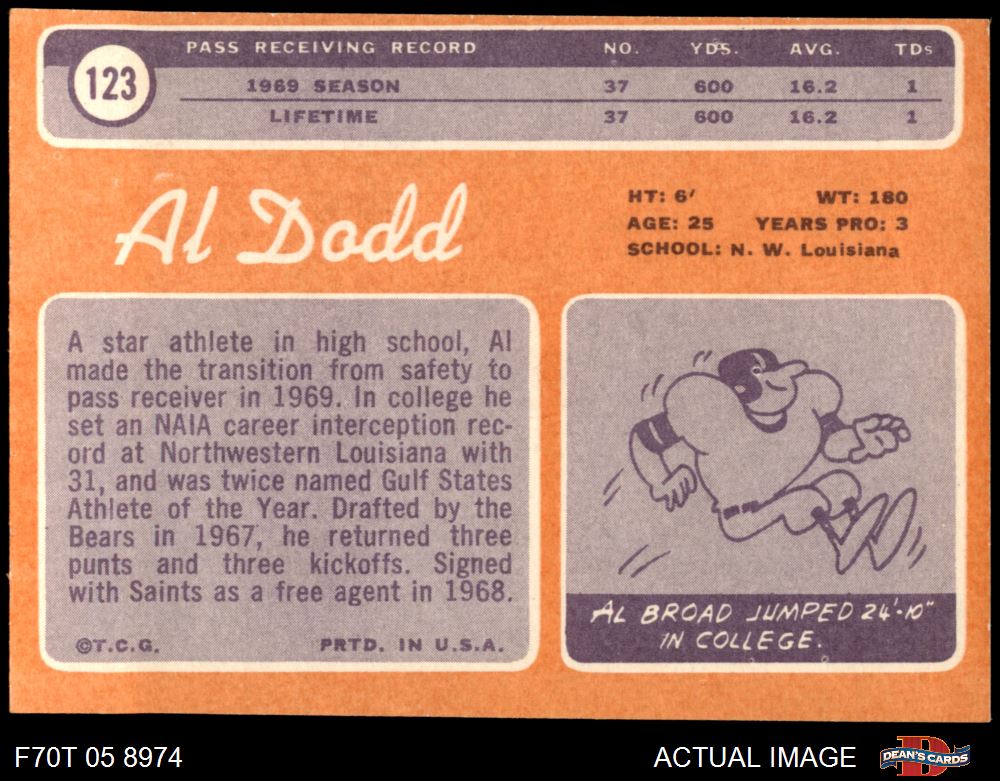 123
PASS RECEIVING RECORD NO. YDS. AVG. TDs
1969 SEASON 37 600 16.2 1
LIFETIME 37 600 16.2 1
Al Dodd
HT: 6' WT: 180
AGE: 25 YEARS PRO: 3
SCHOOL: N. W. Louisiana
A star athlete in high school, Al
made the transition from safety to
pass receiver in 1969. In college he
set an NAIA career interception rec-
ord at Northwestern Louisiana with
31, and was twice named Gulf States
Athlete of the Year. Drafted by the
Bears in 1967, he returned three
punts and three kickoffs. Signed
with Saints as a free agent in 1968.
©T.C.G. PRTD. IN U.S.A.
AL BROAD JUMPED 24'-10"
IN COLLEGE.
F70T 05 8974
ACTUAL IMAGE
DEAN'S CARDS